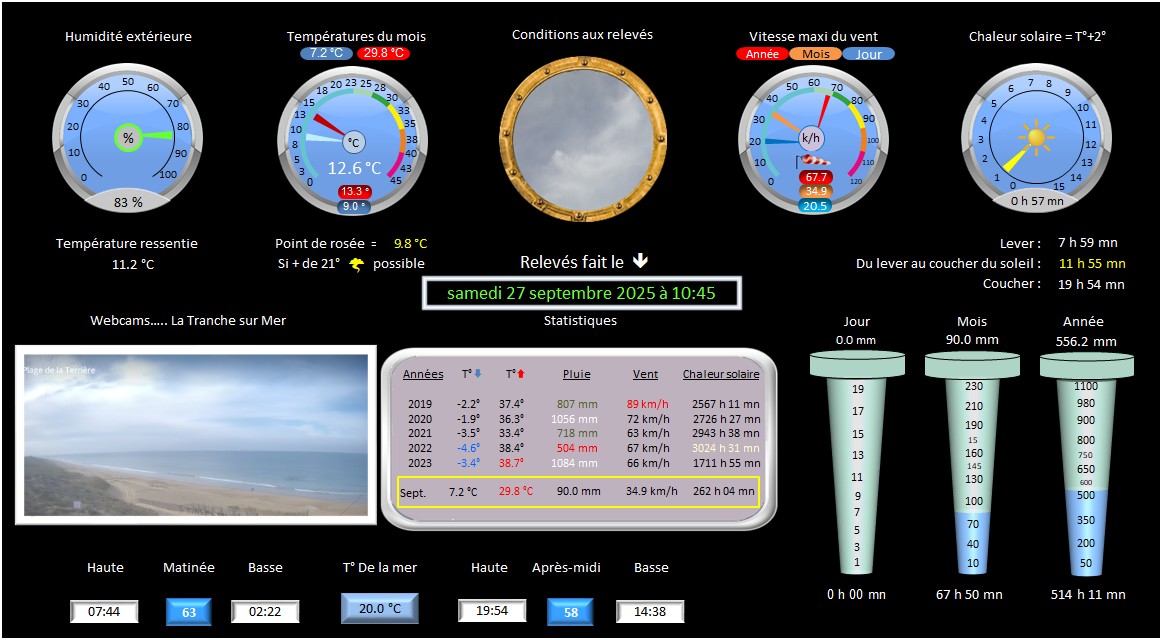 Humidité extérieure
0 10 20 30 40 50 60 70 80 90 100
%
83 %
Températures du mois
7.2 °C 29.8 °C
0 3 5 8 10 13 15 18 20 23 25 28 30 33 35 38 40 43 45
°C
12.6 °C
13.3 °
9.0 °
Conditions aux relevés
Vitesse maxi du vent
Année Mois Jour
0 10 20 30 40 50 60 70 80 90 100 110 120
k/h
67.7
34.9
20.5
Chaleur solaire = T°+2°
0 1 2 3 4 5 6 7 8 9 10 11 12 13 14 15
0 h 57 mn
Température ressentie
11.2 °C
Point de rosée = 9.8 °C
Si + de 21° possible
Relevés fait le
samedi 27 septembre 2025 à 10:45
Lever : 7 h 59 mn
Du lever au coucher du soleil : 11 h 55 mn
Coucher : 19 h 54 mn
Webcams..... La Tranche sur Mer
Plage de la Terrière
Statistiques
Années T° T° Pluie Vent Chaleur solaire
2019 -2.2° 37.4° 807 mm 89 km/h 2567 h 11 mn
2020 -1.9° 36.3° 1056 mm 72 km/h 2726 h 27 mn
2021 -3.5° 33.4° 718 mm 63 km/h 2943 h 38 mn
2022 -4.6° 38.4° 504 mm 67 km/h 3024 h 31 mn
2023 -3.4° 38.7° 1084 mm 66 km/h 1711 h 55 mn
Sept. 7.2 °C 29.8 °C 90.0 mm 34.9 km/h 262 h 04 mn
Jour
0.0 mm
19
17
15
13
11
9
7
5
3
1
0 h 00 mn
Mois
90.0 mm
230
210
190
15
160
145
130
100
70
40
10
67 h 50 mn
Année
556.2 mm
1100
980
900
800
750
650
600
500
350
200
50
514 h 11 mn
Haute Matinée Basse T° De la mer Haute Après-midi Basse
07:44 63 02:22 20.0 °C 19:54 58 14:38